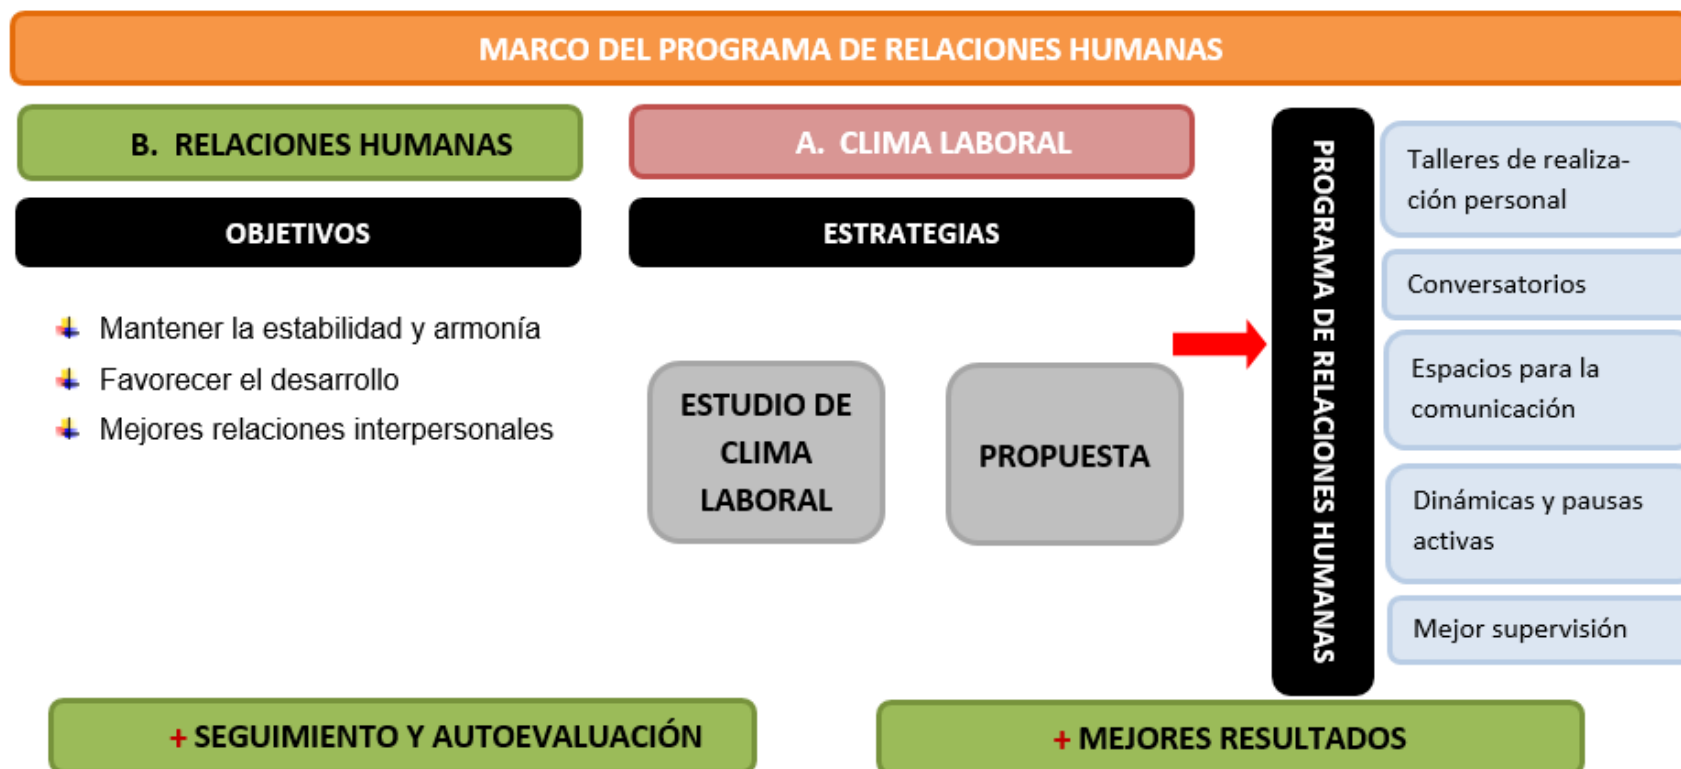 MARCO DEL PROGRAMA DE RELACIONES HUMANAS
B. RELACIONES HUMANAS
OBJETIVOS
Mantener la estabilidad y armonía
Favorecer el desarrollo
Mejores relaciones interpersonales
A. CLIMA LABORAL
ESTRATEGIAS
ESTUDIO DE
CLIMA
LABORAL
PROPUESTA
PROGRAMA DE RELACIONES HUMANAS
Talleres de realiza-
ción personal
Conversatorios
Espacios para la
comunicación
Dinámicas y pausas
activas
Mejor supervisión
+ SEGUIMIENTO Y AUTOEVALUACIÓN
+ MEJORES RESULTADOS